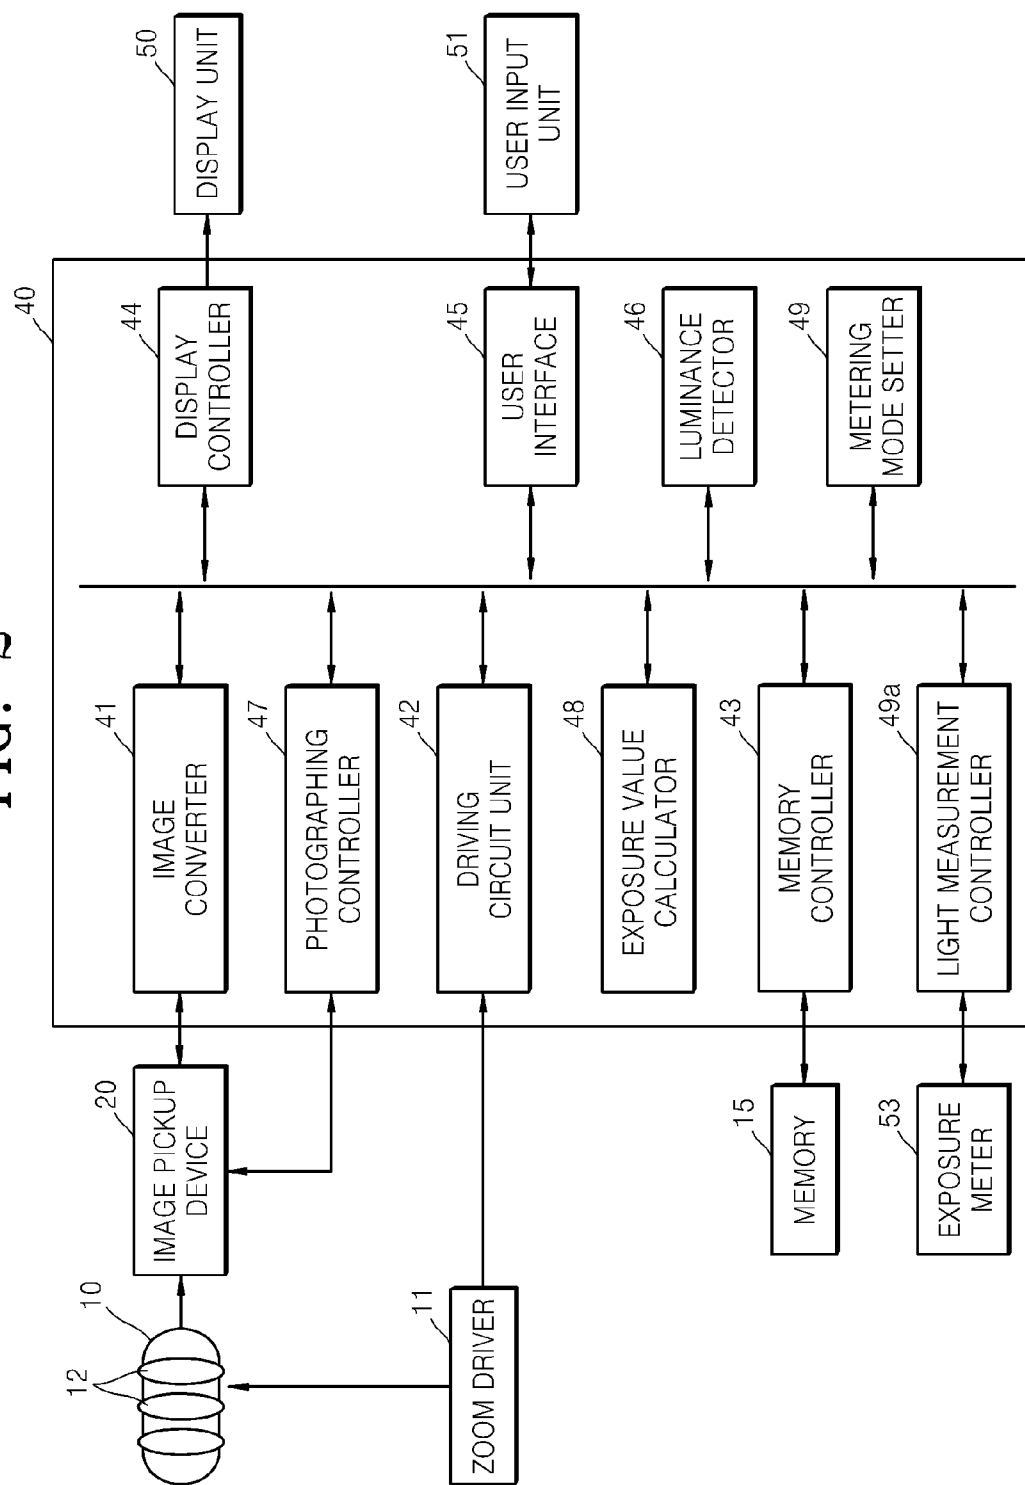 FIG. 2
40
12
10
20
IMAGE PICKUP
DEVICE
41
IMAGE
CONVERTER
44
DISPLAY
CONTROLLER
50
DISPLAY UNIT
47
PHOTOGRAPHING
CONTROLLER
11
ZOOM DRIVER
42
DRIVING
CIRCUIT UNIT
45
USER
INTERFACE
51
USER INPUT
UNIT
48
EXPOSURE VALUE
CALCULATOR
46
LUMINANCE
DETECTOR
15
MEMORY
43
MEMORY
CONTROLLER
49
METERING
MODE SETTER
53
EXPOSURE
METER
49a
LIGHT MEASUREMENT
CONTROLLER